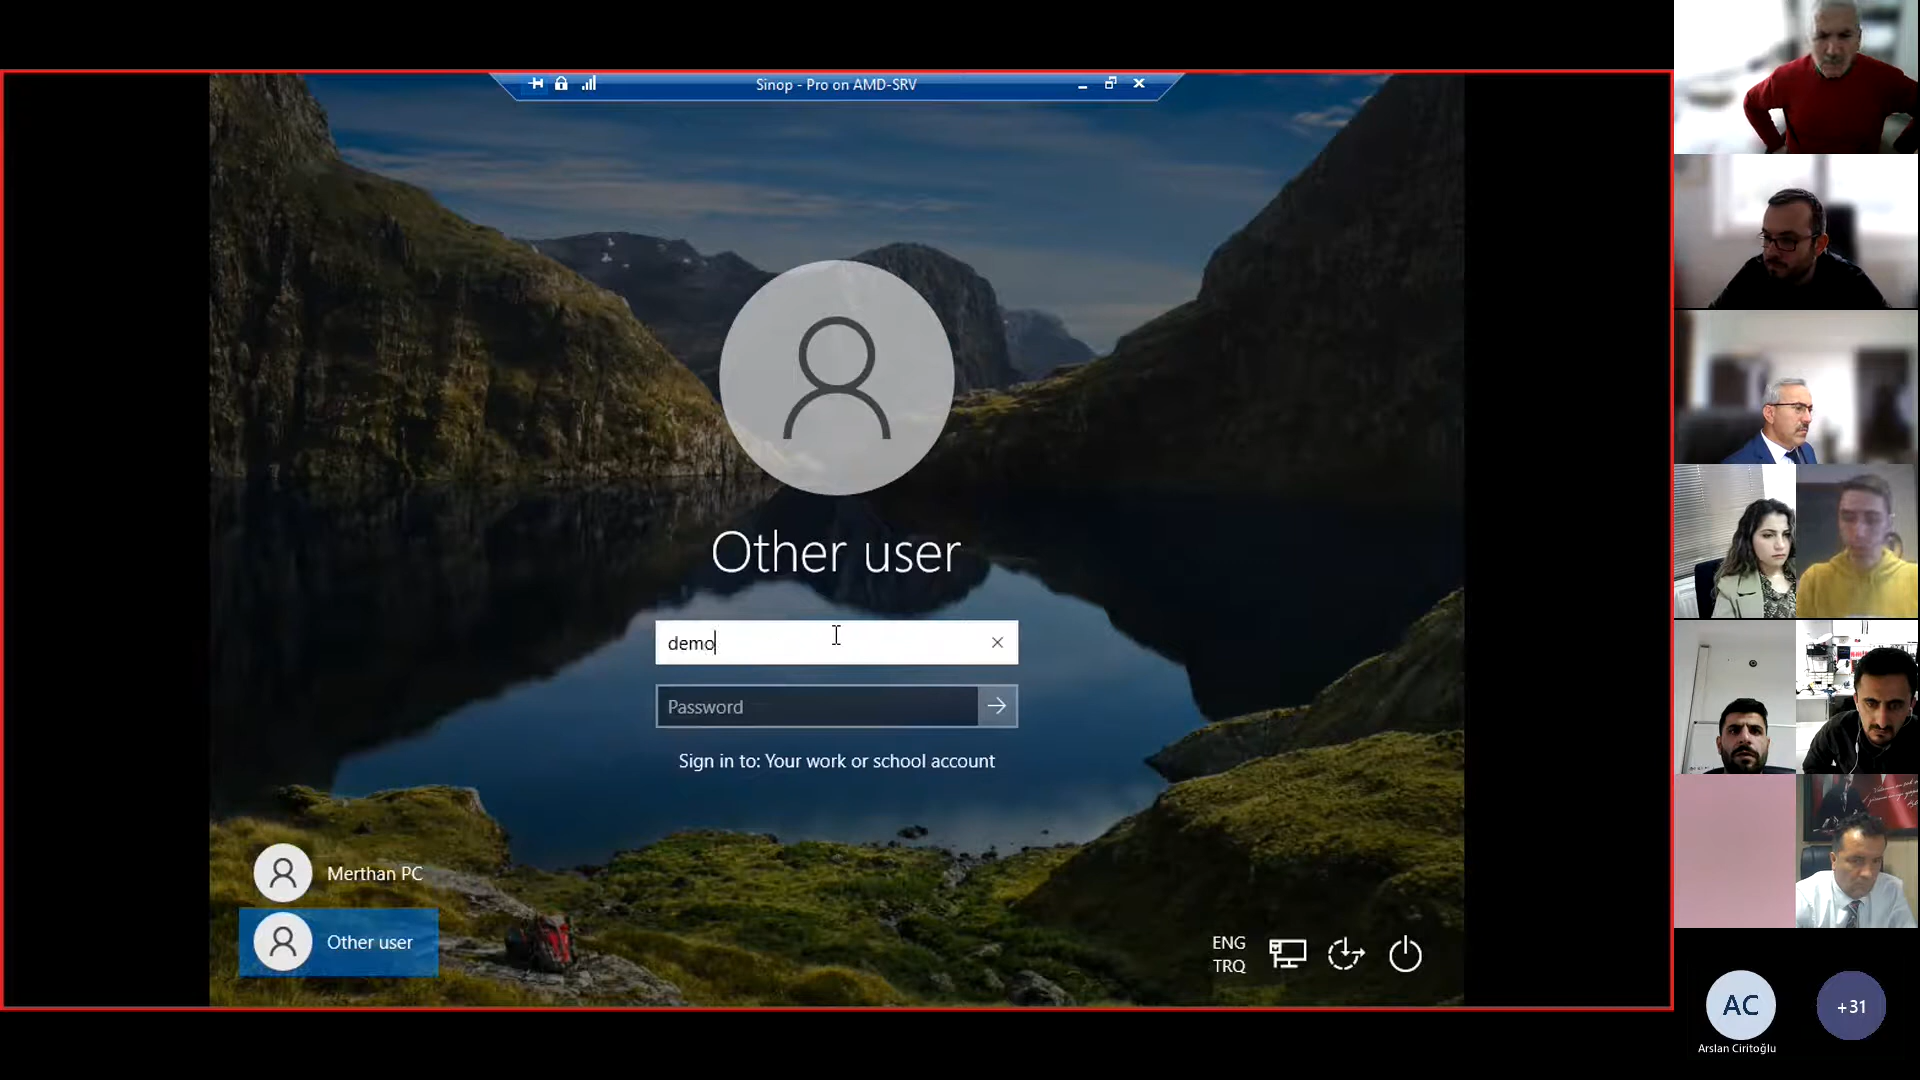 Sinop - Pro on AMD-SRV
Other user
demo
Password
Sign in to: Your work or school account
Merthan PC
Other user
ENG
TRQ
AC
+31
Arslan Ciritoğlu